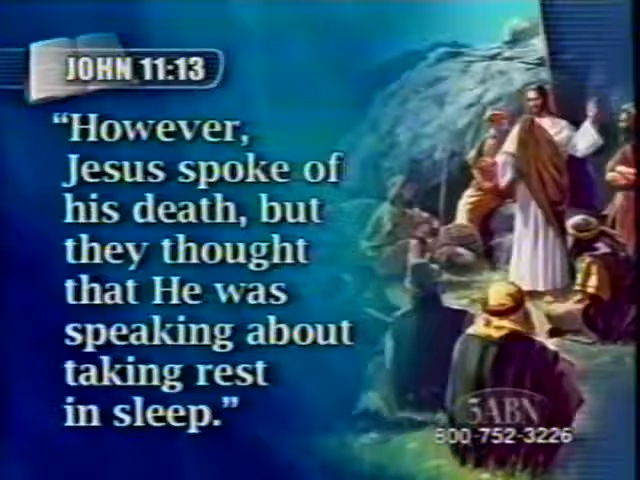 JOHN 11:13
“However,
Jesus spoke of
his death, but
they thought
that He was
speaking about
taking rest
in sleep.”
3ABN
800-752-3226